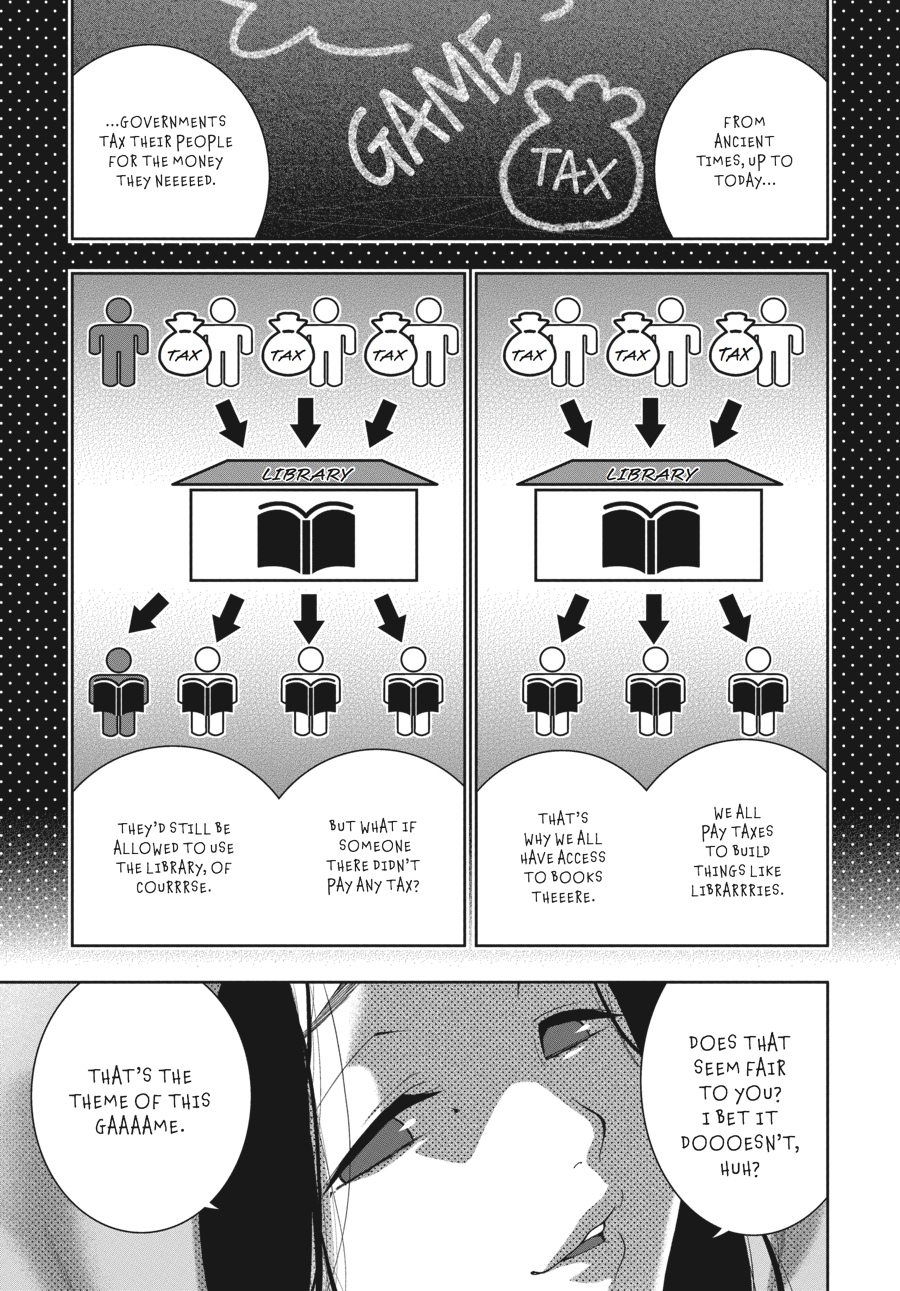 FROM
ANCIENT
TIMES, UP TO
TODAY...
GAME
TAX
...GOVERNMENTS
TAX THEIR PEOPLE
FOR THE MONEY
THEY NEEEEED.
TAX
TAX
TAX
LIBRARY
WE ALL
PAY TAXES
TO BUILD
THINGS LIKE
LIBRARRRIES.
THAT'S
WHY WE ALL
HAVE ACCESS
TO BOOKS
THEEERE.
TAX
TAX
TAX
LIBRARY
BUT WHAT IF
SOMEONE
THERE DIDN'T
PAY ANY TAX?
THEY'D STILL BE
ALLOWED TO USE
THE LIBRARY, OF
COURRRSE.
DOES THAT
SEEM FAIR
TO YOU?
I BET IT
DOOOESN'T,
HUH?
THAT'S THE
THEME OF THIS
GAAAAME.